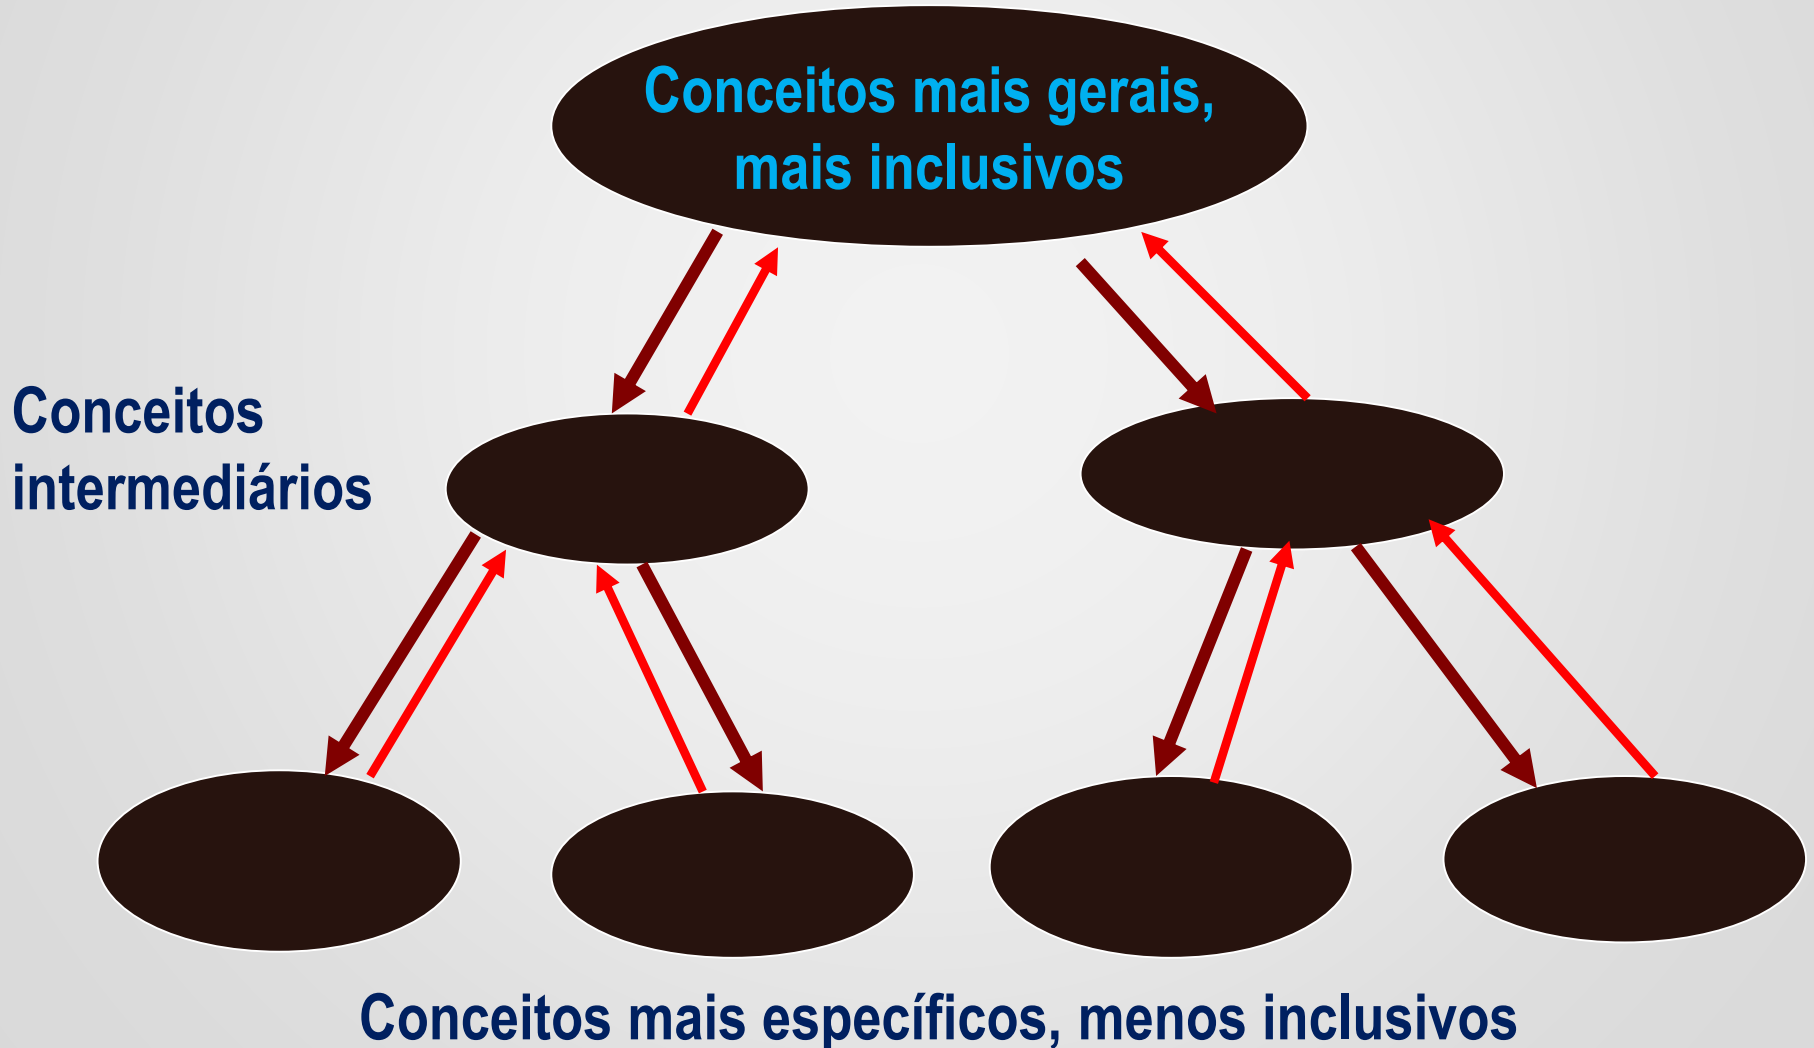 Conceitos mais gerais,
mais inclusivos
Conceitos
intermediários
Conceitos mais específicos, menos inclusivos